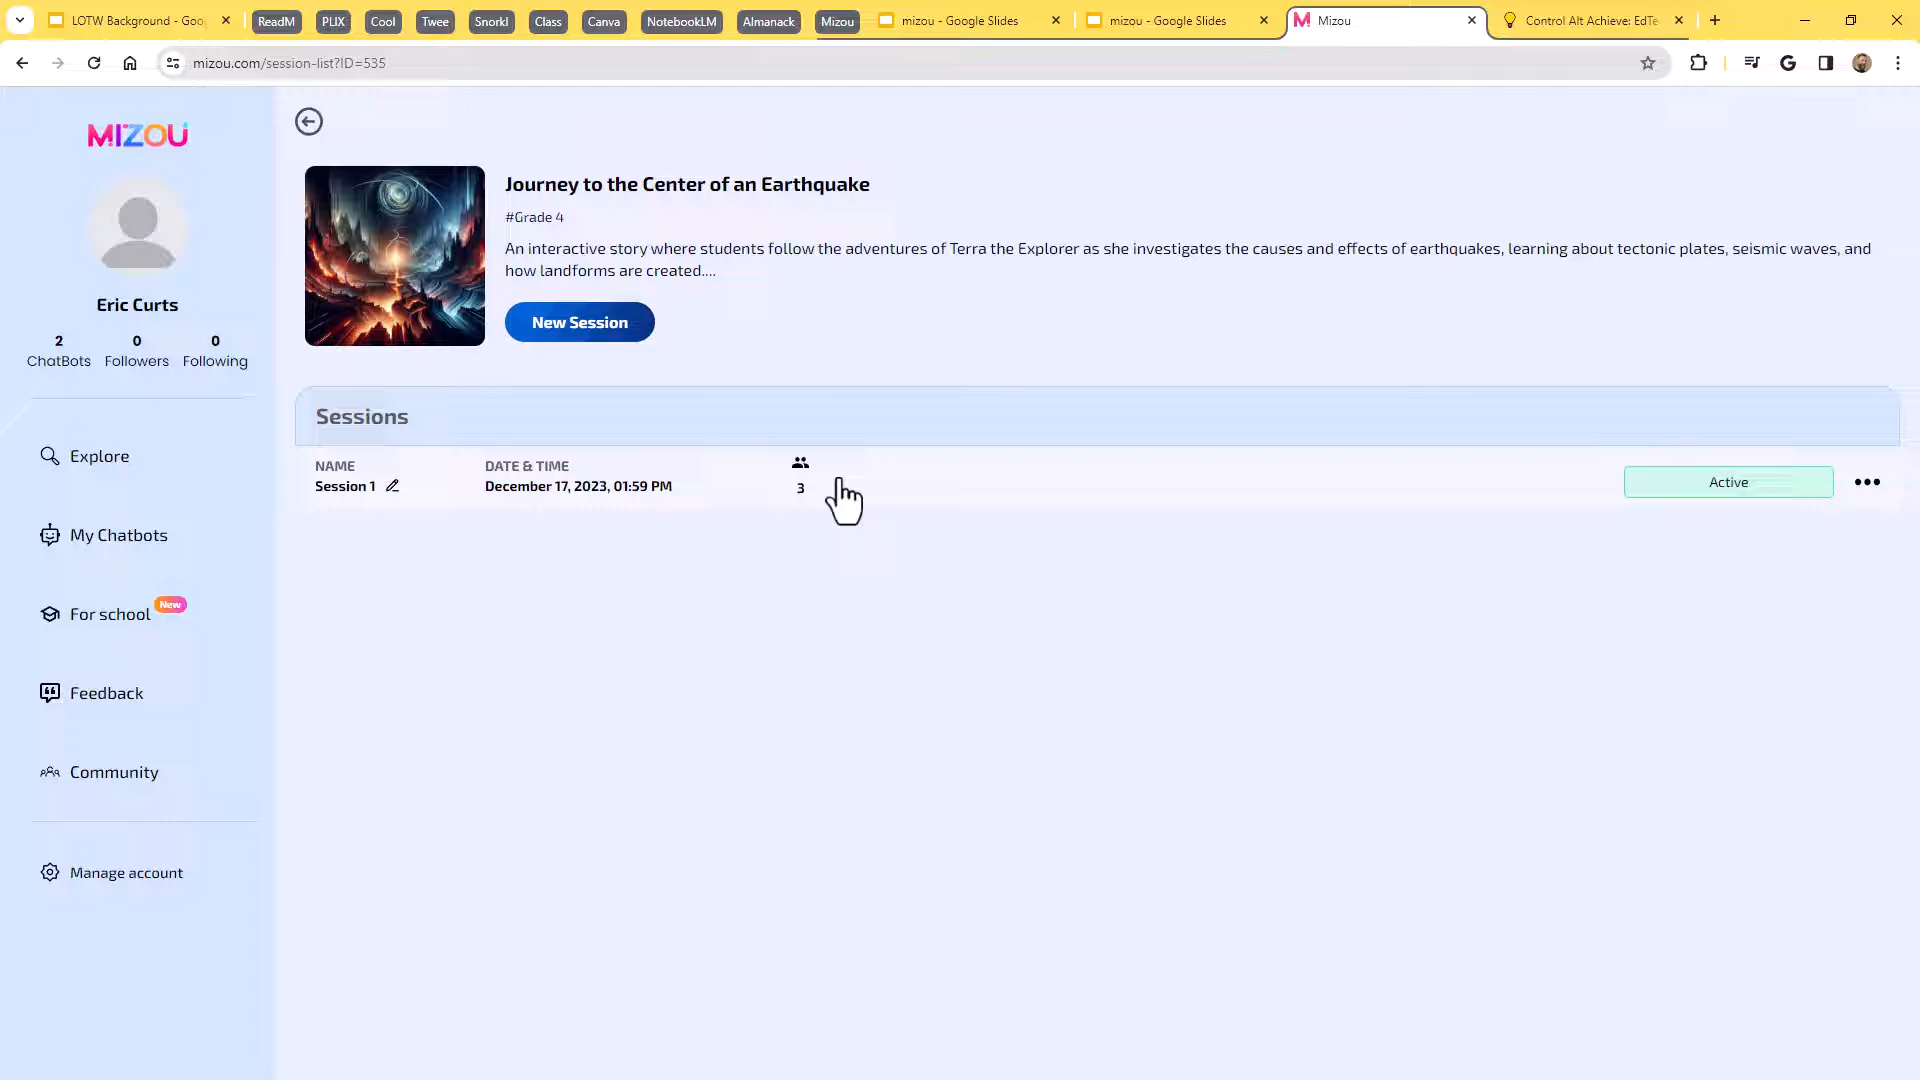 LOTW Background - Goo
ReadM
PLIX
Cool
Twee
Snorkl
Class
Canva
NotebookLM
Almanack
Mizou
mizou - Google Slides
mizou - Google Slides
Mizou
Control Alt Achieve: EdTe
mizou.com/session-list?ID=535
MIZOU
Eric Curts
2 0 0
ChatBots Followers Following
Explore
My Chatbots
For school New
Feedback
Community
Manage account
Journey to the Center of an Earthquake
#Grade 4
An interactive story where students follow the adventures of Terra the Explorer as she investigates the causes and effects of earthquakes, learning about tectonic plates, seismic waves, and
how landforms are created....
New Session
Sessions
NAME DATE & TIME
Session 1 December 17, 2023, 01:59 PM 3
Active